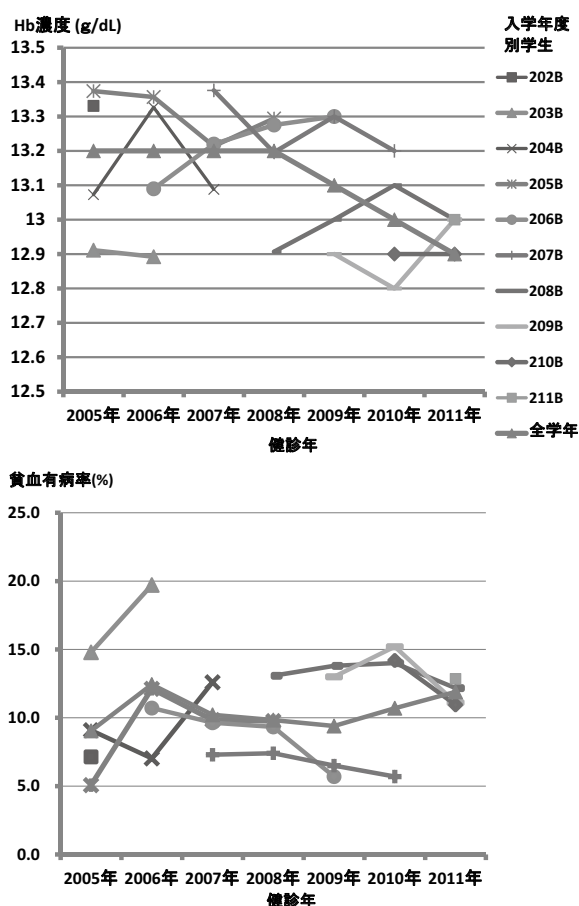 Hb濃度 (g/dL)
13.5
13.4
13.3
13.2
13.1
13
12.9
12.8
12.7
12.6
12.5
2005年 2006年 2007年 2008年 2009年 2010年 2011年
健診年
入学年度
別学生
202B
203B
204B
205B
206B
207B
208B
209B
210B
211B
全学年
貧血有病率(%)
25.0
20.0
15.0
10.0
5.0
0.0
2005年 2006年 2007年 2008年 2009年 2010年 2011年
健診年